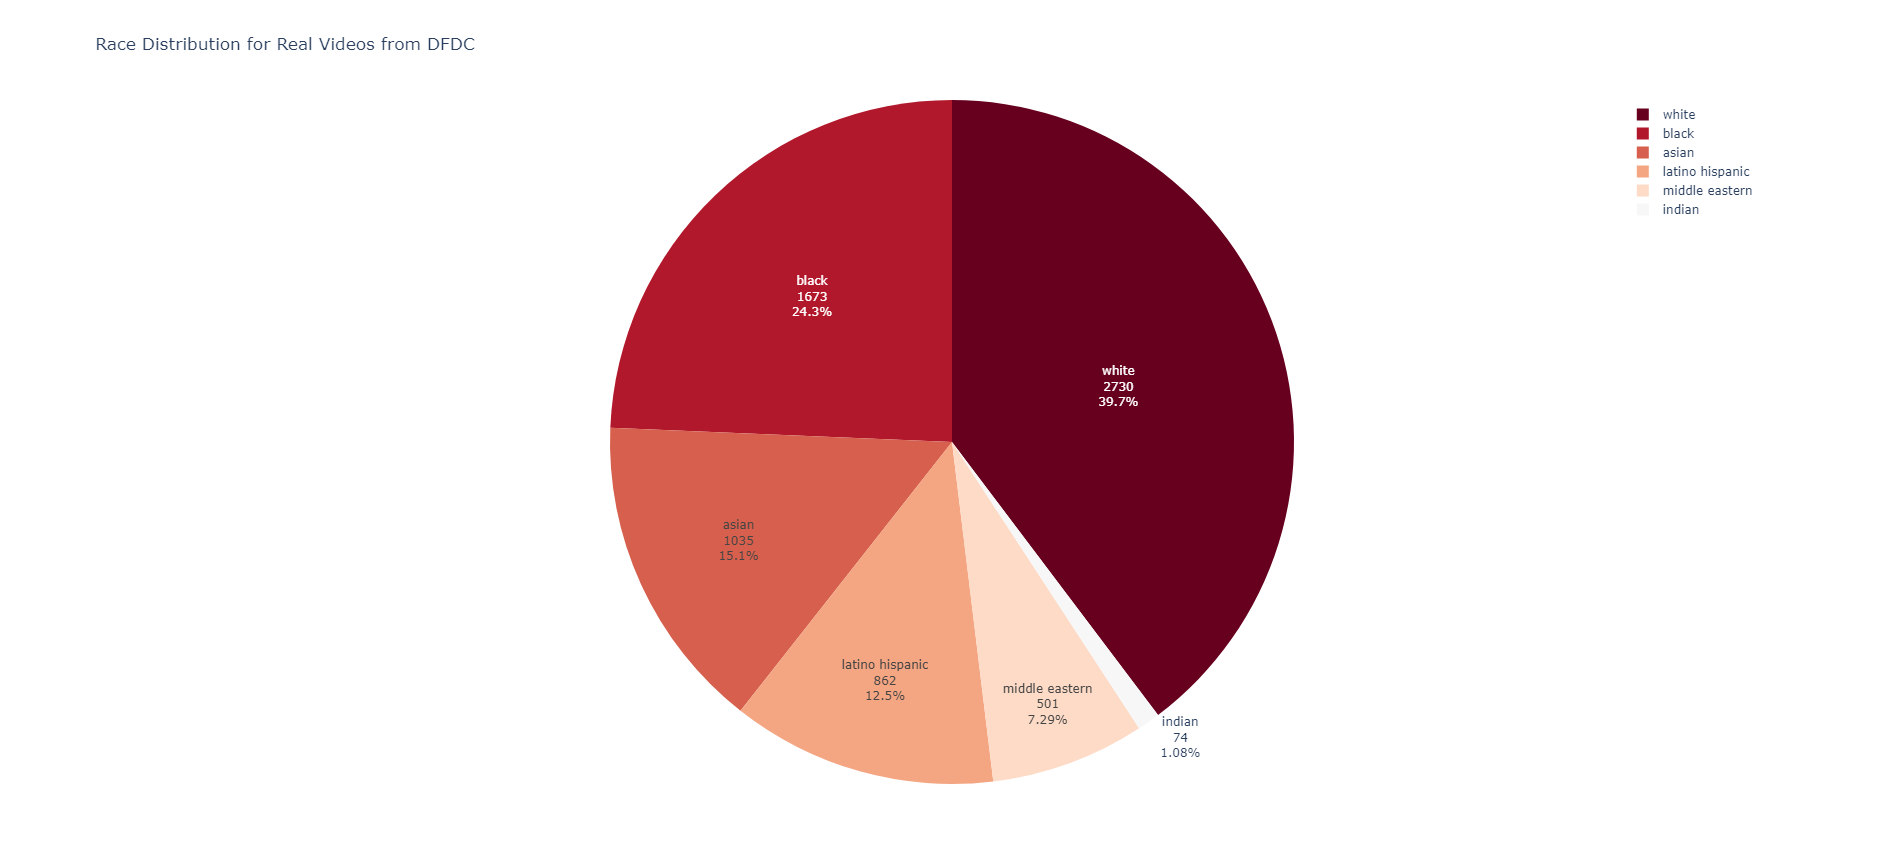 Race Distribution for Real Videos from DFDC
white
black
asian
latino hispanic
middle eastern
indian
black
1673
24.3%
white
2730
39.7%
asian
1035
15.1%
latino hispanic
862
12.5%
middle eastern
501
7.29%
indian
74
1.08%